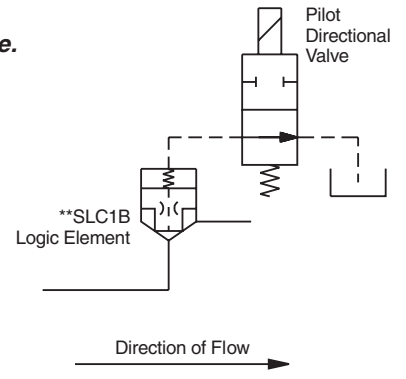 e.
Pilot
Directional
Valve
**SLC1B
Logic Element
Direction of Flow